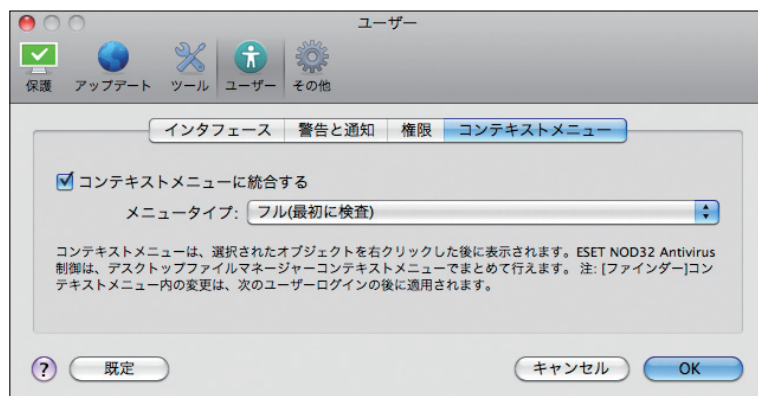 ユーザー
保護 アップデート ツール ユーザー その他
インタフェース 警告と通知 権限 コンテキストメニュー
コンテキストメニューに統合する
メニュータイプ: フル(最初に検査)
コンテキストメニューは、選択されたオブジェクトを右クリックした後に表示されます。ESET NOD32 Antivirus
制御は、デスクトップファイルマネージャーコンテキストメニューでまとめて行えます。 注: [ファインダー]コン
テキストメニュー内の変更は、次のユーザーログインの後に適用されます。
? 既定 キャンセル OK